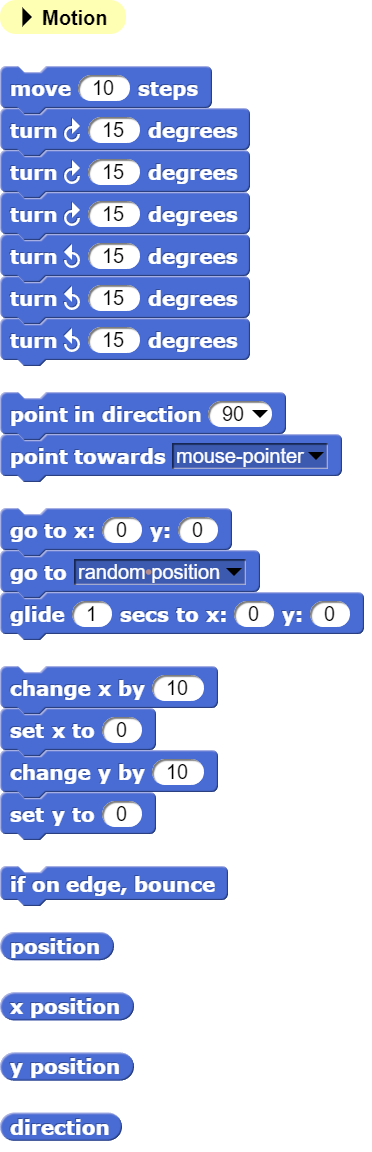 Motion
move 10 steps
turn 15 degrees
turn 15 degrees
turn 15 degrees
turn 15 degrees
turn 15 degrees
turn 15 degrees
point in direction 90
point towards mouse-pointer
go to x: 0 y: 0
go to random position
glide 1 secs to x: 0 y: 0
change x by 10
set x to 0
change y by 10
set y to 0
if on edge, bounce
position
x position
y position
direction